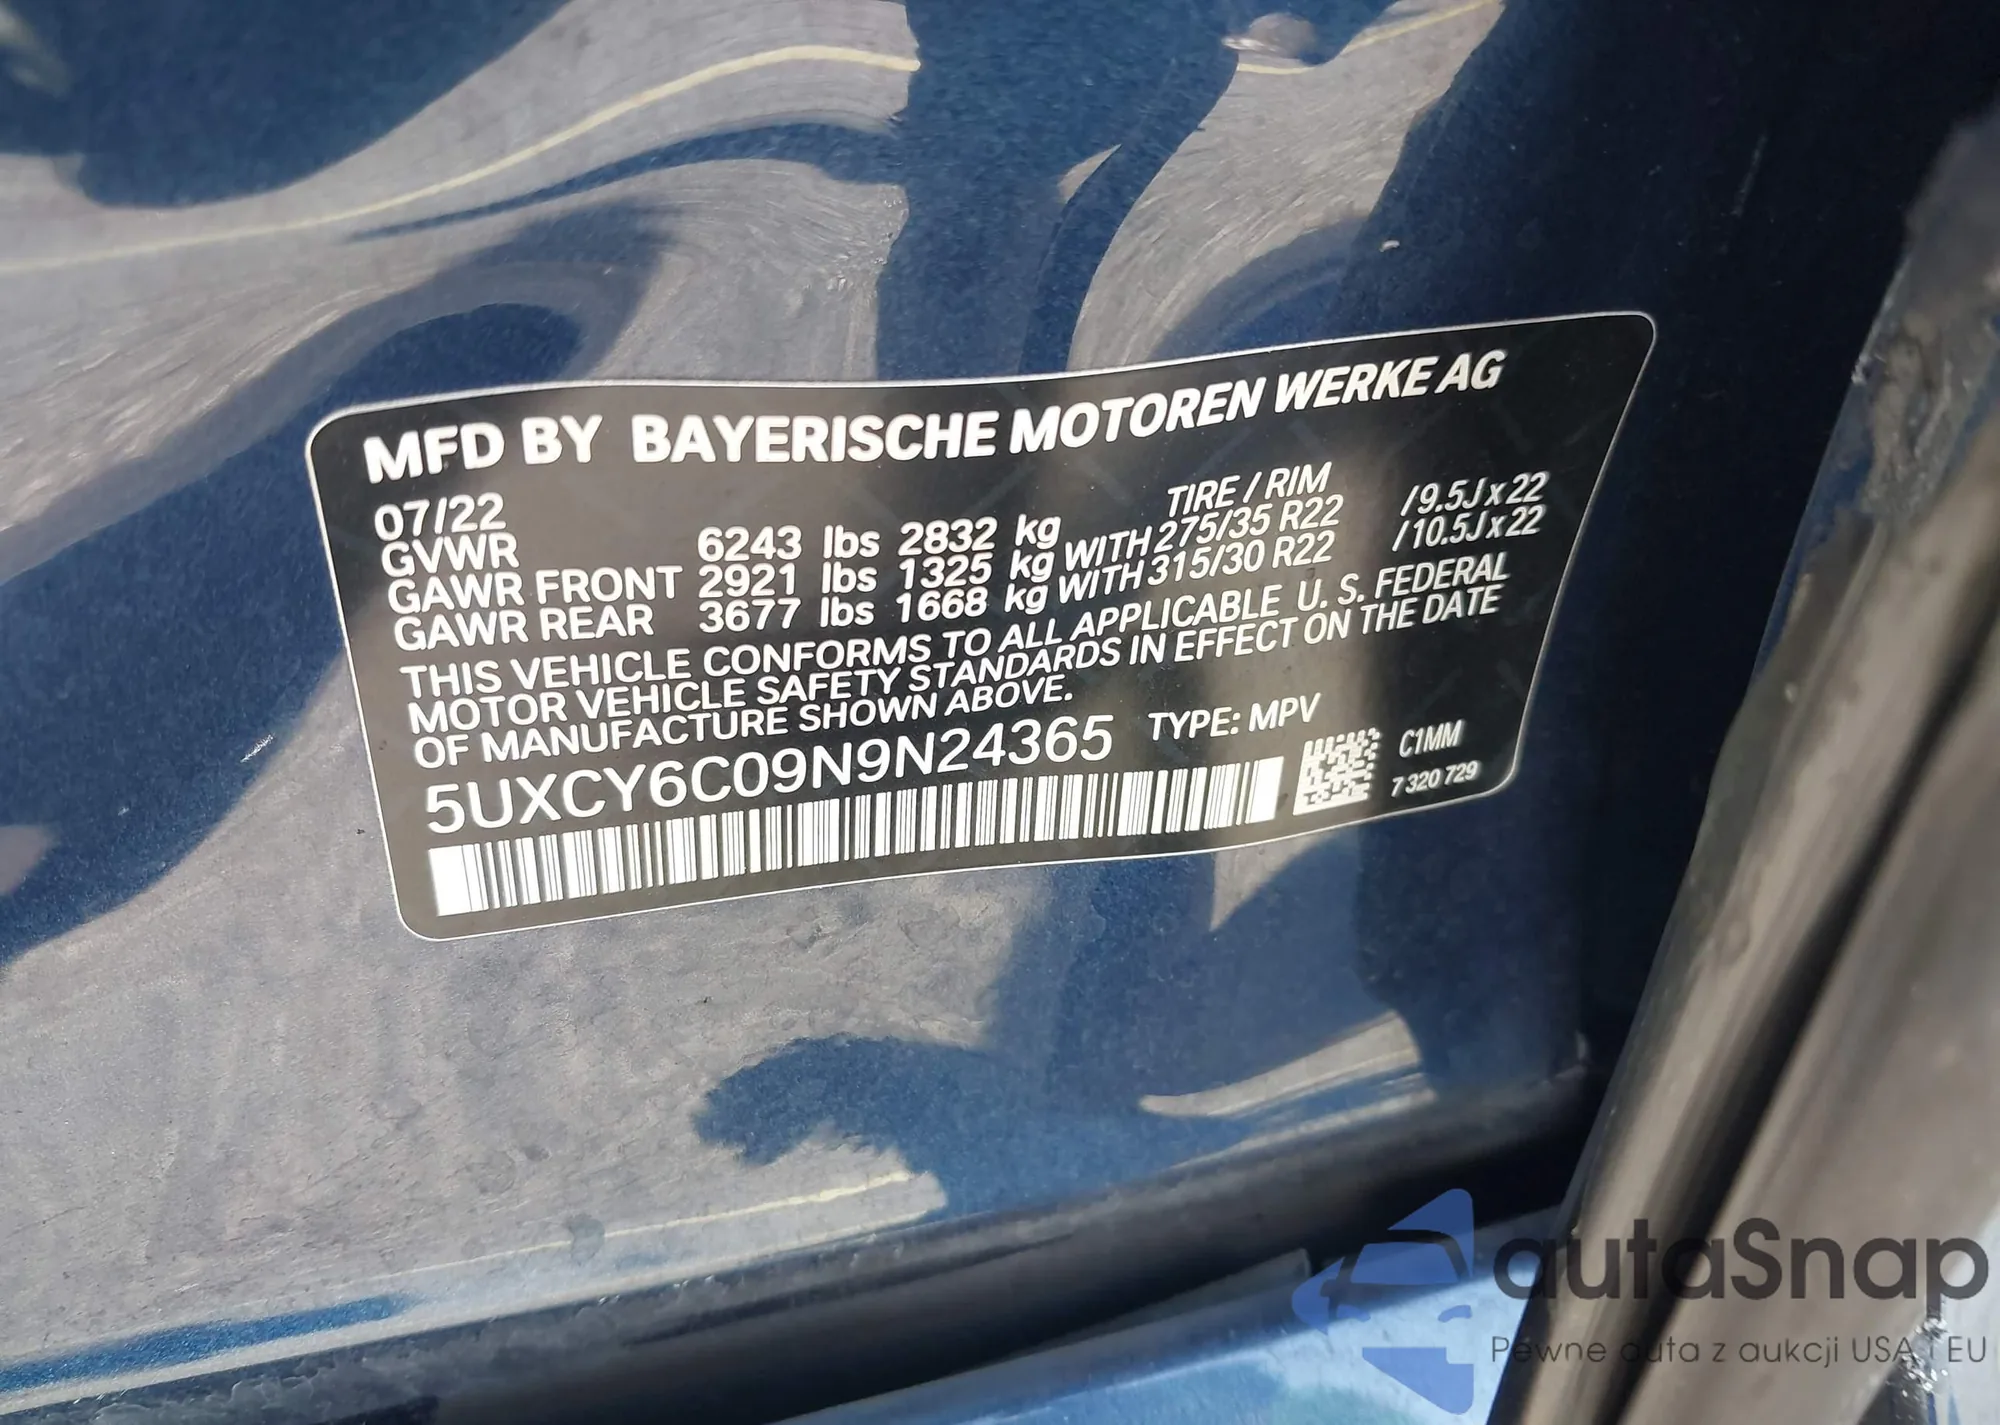 MFD BY BAYERISCHE MOTOREN WERKE AG
07/22 TIRE / RIM
GVWR 6243 lbs 2832 kg
GAWR FRONT 2921 lbs 1325 kg WITH 275/35 R22 /9.5J x 22
GAWR REAR 3677 lbs 1668 kg WITH 315/30 R22 /10.5J x 22
THIS VEHICLE CONFORMS TO ALL APPLICABLE U. S. FEDERAL
MOTOR VEHICLE SAFETY STANDARDS IN EFFECT ON THE DATE
OF MANUFACTURE SHOWN ABOVE.
5UXCY6C09N9N24365 TYPE: MPV
C1MM
7 320 729
autaSnap
Pewne auta z aukcji USA i EU